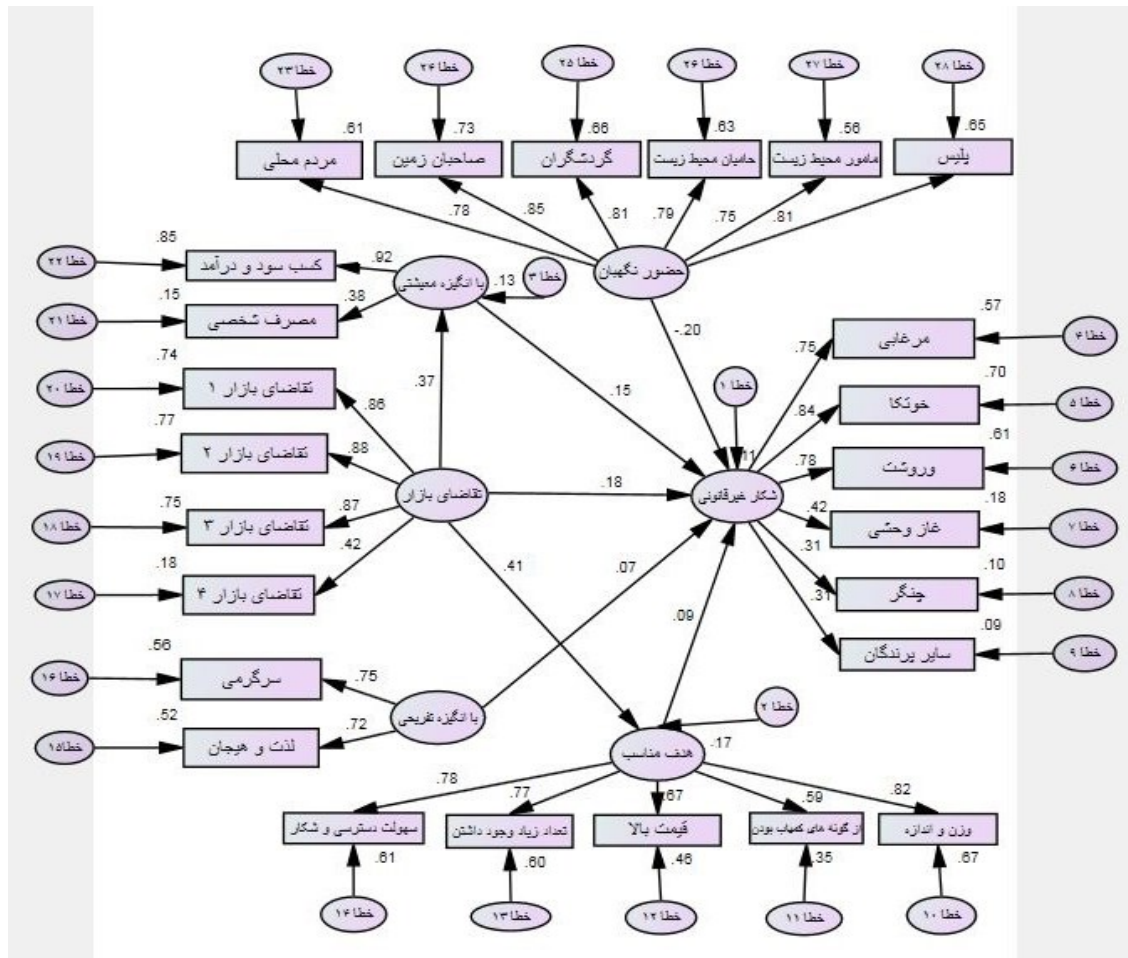 خطا ۲۳
خطا ۲۴
خطا ۲۵
خطا ۲۶
خطا ۲۷
خطا ۲۸
.61
.73
.66
.63
.56
.65
مردم محلی
صاحبان زمین
گردشگران
حامیان محیط زیست
مامور محیط زیست
پلیس
.78
.85
.81
.79
.75
.81
حضور نگهبان
.85
خطا ۲۲
کسب سود و درآمد
.92
با انگیزه معیشتی
.13
خطا ۳
.15
خطا ۲۱
مصرف شخصی
.38
.74
خطا ۲۰
تقاضای بازار ۱
.86
.37
.15
-.20
.77
خطا ۱۹
تقاضای بازار ۲
.88
تقاضای بازار
.18
.75
خطا ۱۸
تقاضای بازار ۳
.87
.18
خطا ۱۷
تقاضای بازار ۴
.42
.41
.07
.09
خطا ۱
.11
شکار غیرقانونی
.57
خطا ۴
مرغابی
.75
.70
خطا ۵
خوتکا
.84
.61
خطا ۶
وروشت
.78
.18
خطا ۷
غاز وحشی
.42
.10
خطا ۸
چنگر
.31
.09
خطا ۹
سایر پرندگان
.31
.56
خطا ۱۶
سرگرمی
.75
با انگیزه تفریحی
.52
خطا۱۵
لذت و هیجان
.72
خطا ۲
هدف مناسب
.17
.78
.77
.67
.59
.82
سهولت دسترسی و شکار
تعداد زیاد وجود داشتن
قیمت بالا
از گونه های کمیاب بودن
وزن و اندازه
.61
.60
.46
.35
.67
خطا ۱۴
خطا ۱۳
خطا ۱۲
خطا ۱۱
خطا ۱۰